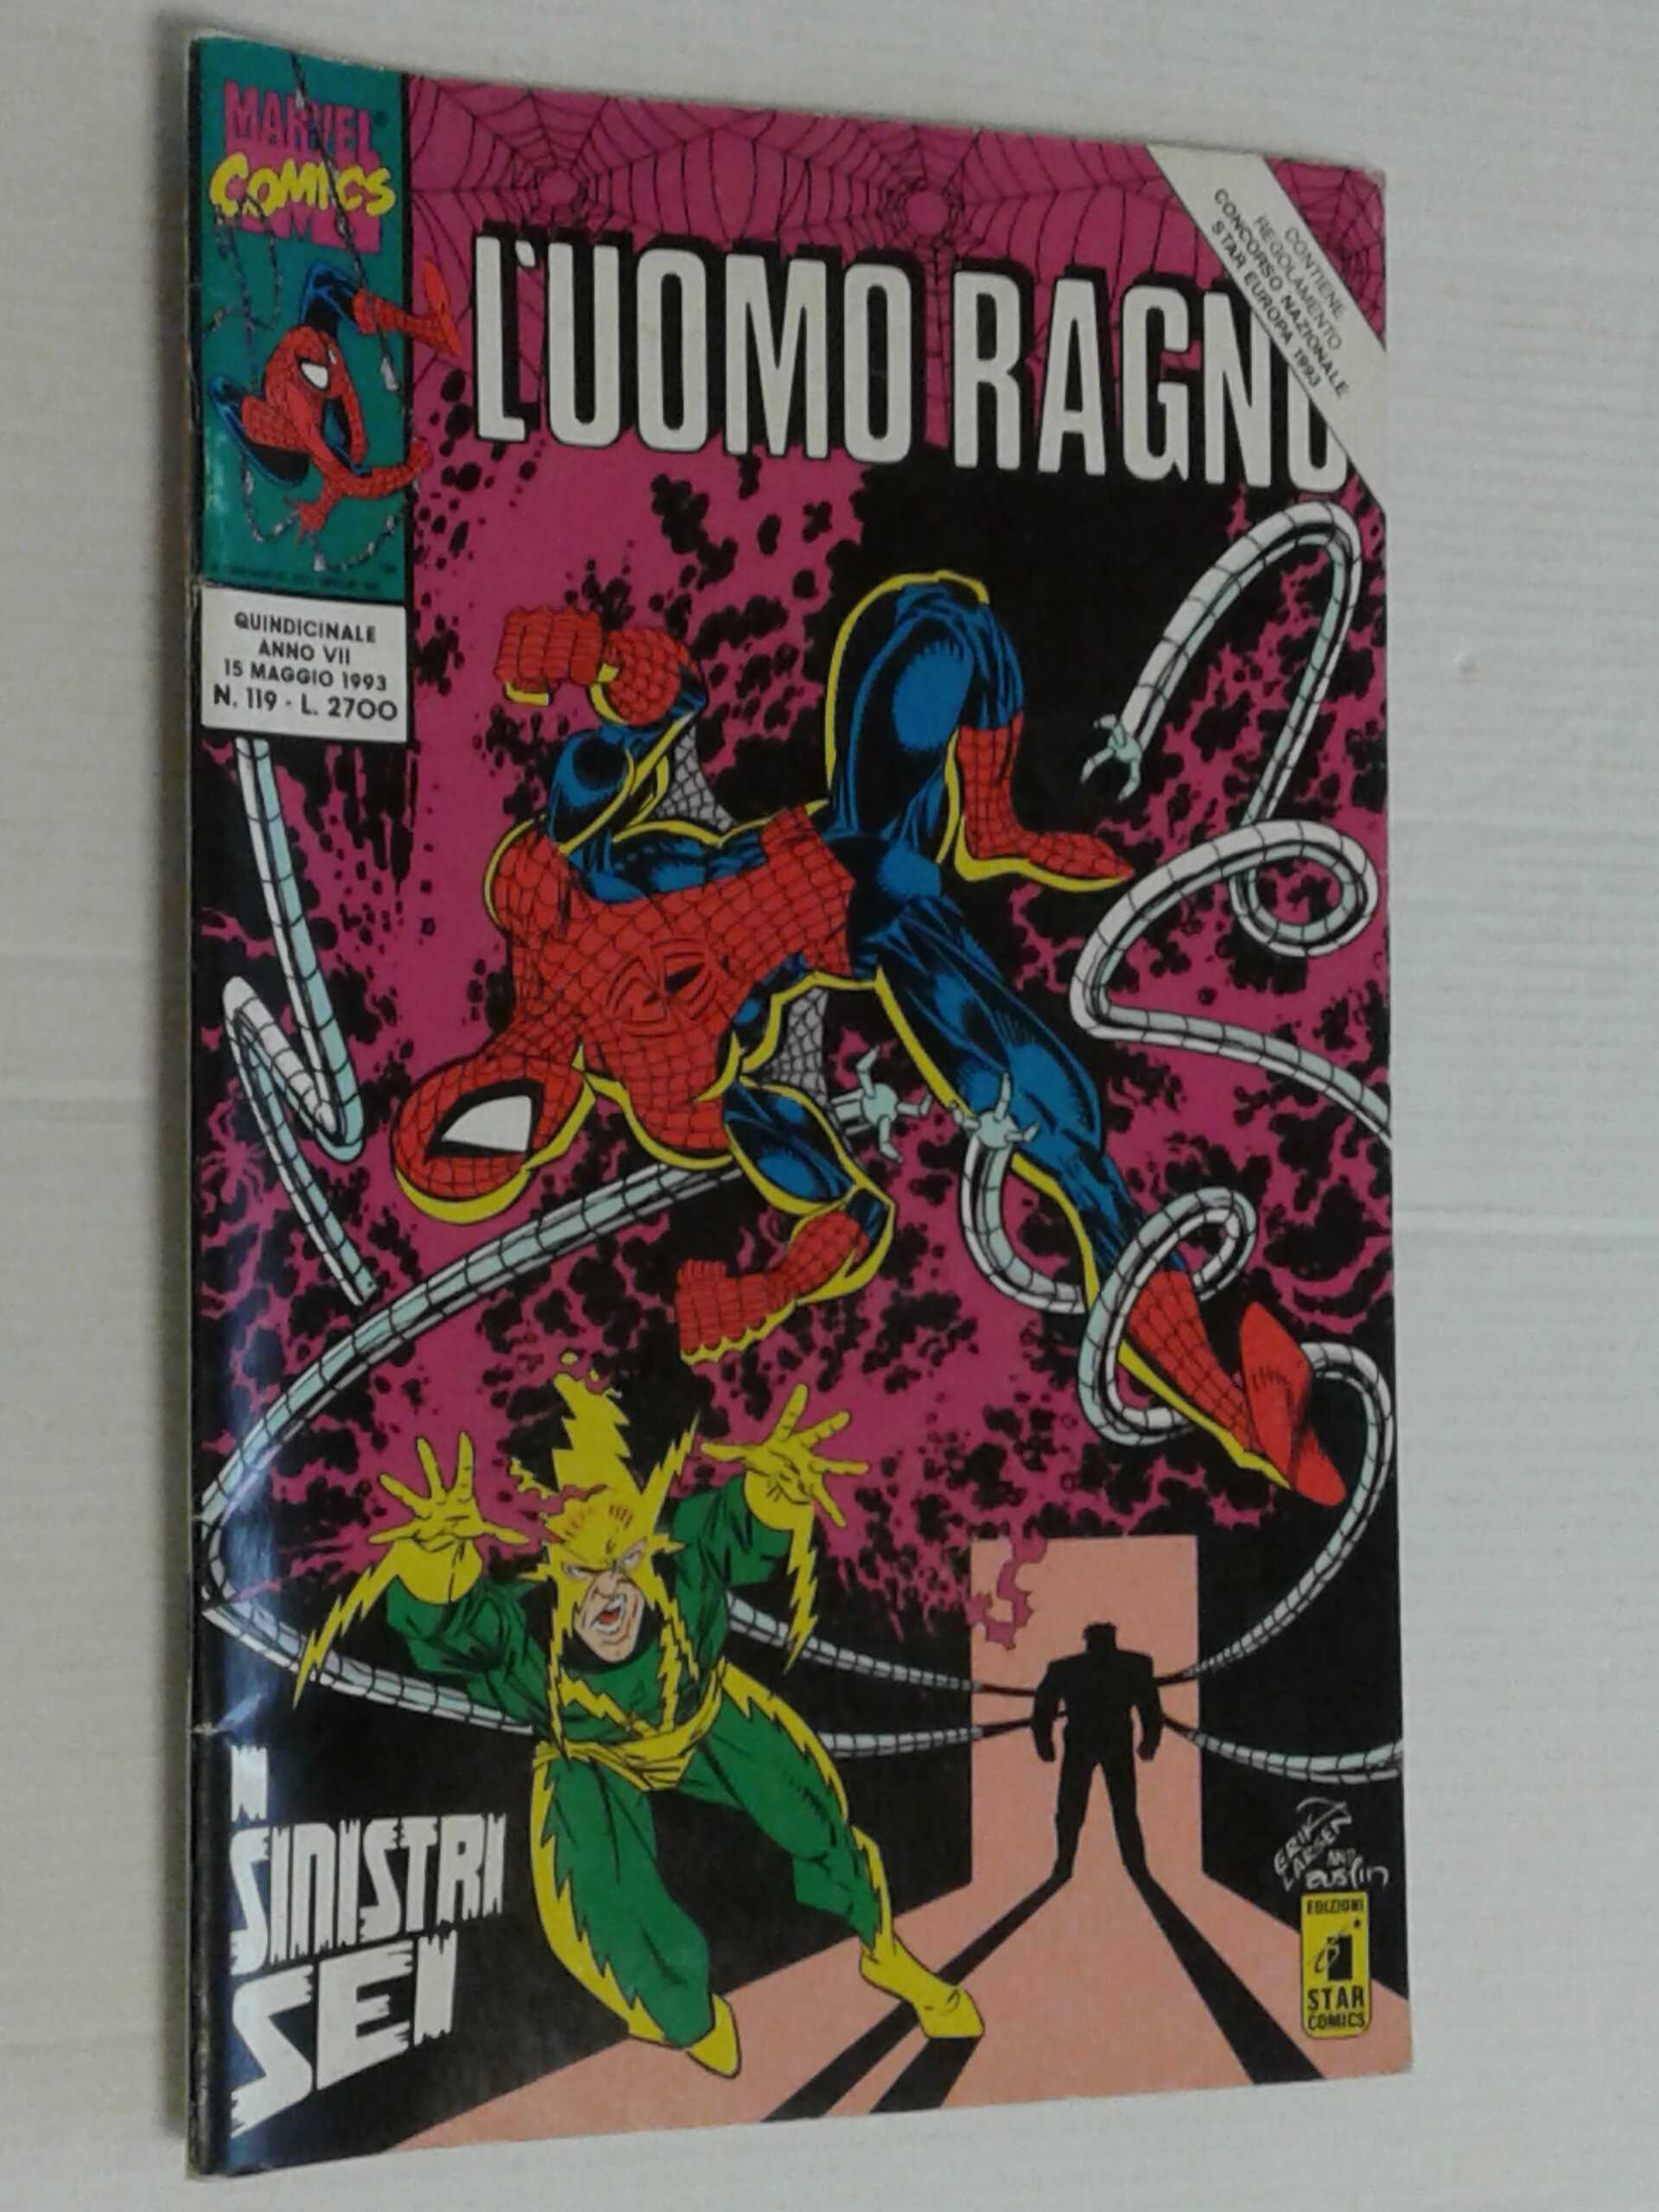 MARVEL
COMICS
L'UOMO RAGNO
CONTIENE
REGOLAMENTO
CONCORSO NAZIONALE
STAR EUROPA 1993
QUINDICINALE
ANNO VII
15 MAGGIO 1993
N. 119 - L. 2700
I
SINISTRI
SEI
ERIK
LARSEN
AND
AUSTIN
EDIZIONI
STAR
COMICS